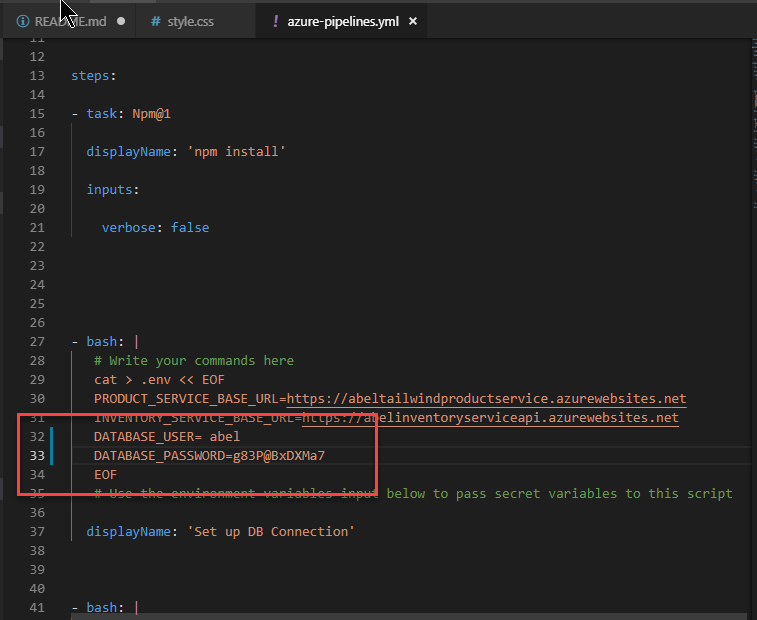 README.md
# style.css
! azure-pipelines.yml ×
11
12
13 steps:
14
15 - task: Npm@1
16
17 displayName: 'npm install'
18
19 inputs:
20
21 verbose: false
22
23
24
25
26
27 - bash: |
28 # Write your commands here
29 cat > .env << EOF
30 PRODUCT_SERVICE_BASE_URL=https://abeltailwindproductservice.azurewebsites.net
31 INVENTORY_SERVICE_BASE_URL=https://abelinventoryserviceapi.azurewebsites.net
32 DATABASE_USER= abel
33 DATABASE_PASSWORD=g83P@BxDXMa7
34 EOF
35 # Use the environment variables input below to pass secret variables to this script
36
37 displayName: 'Set up DB Connection'
38
39
40
41 - bash: |